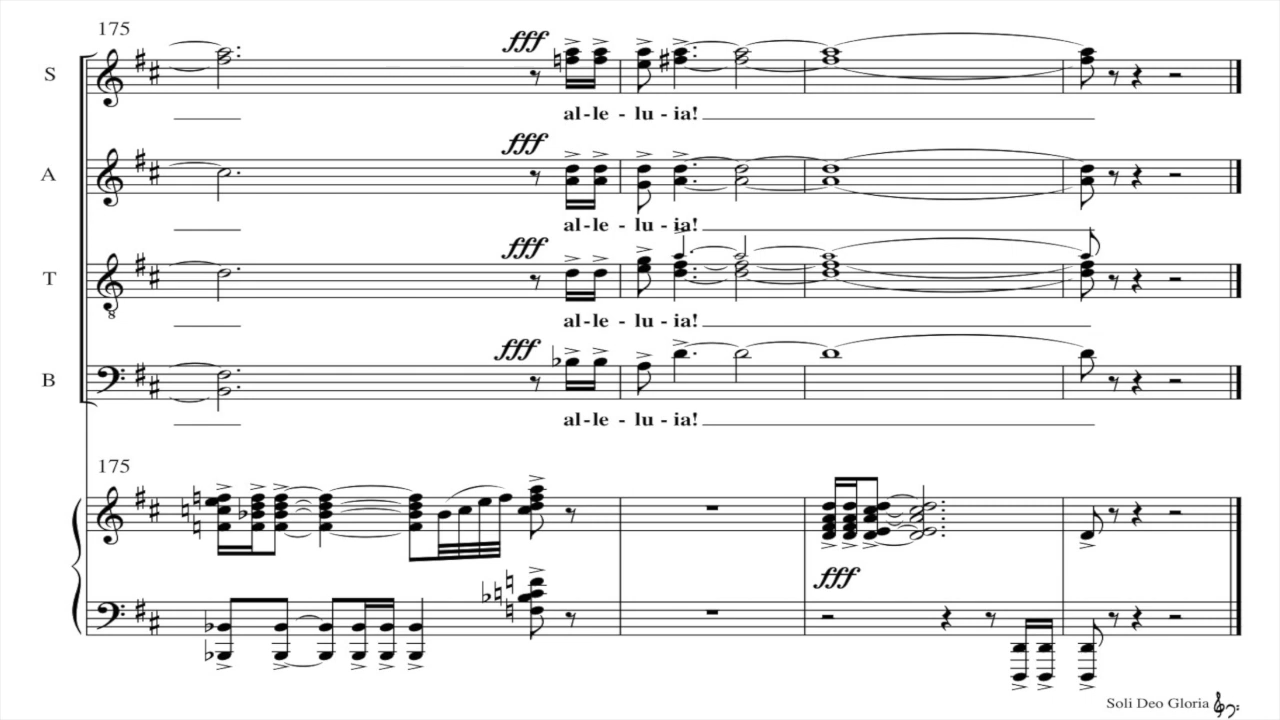 175
fff
S
al-le - lu - ia!
fff
A
al-le - lu - ia!
fff
T
8
al-le - lu - ia!
fff
B
al-le - lu - ia!
175
fff
Soli Deo Gloria